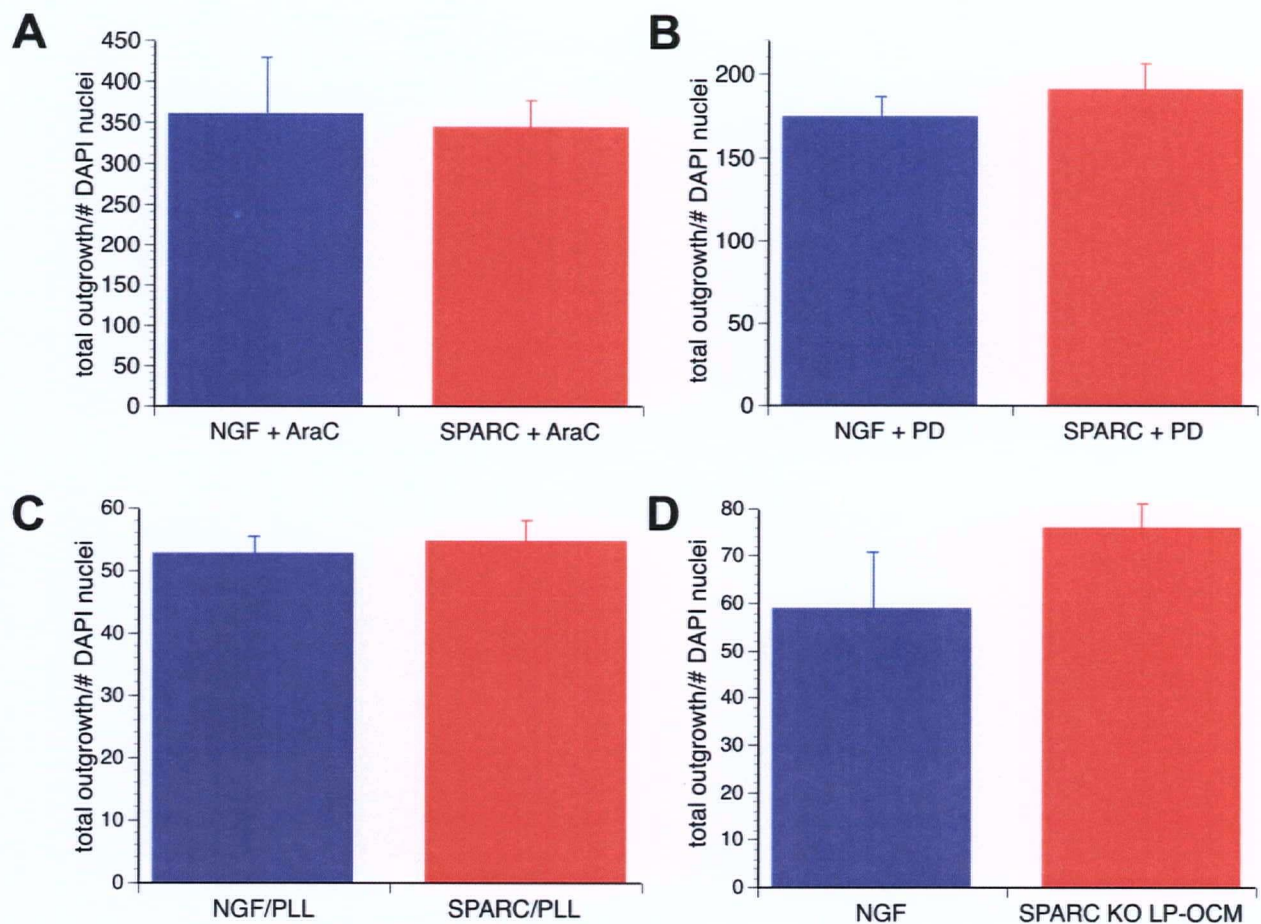 A
total outgrowth/# DAPI nuclei
450
400
350
300
250
200
150
100
50
0
NGF + AraC
SPARC + AraC
B
total outgrowth/# DAPI nuclei
200
150
100
50
0
NGF + PD
SPARC + PD
C
total outgrowth/# DAPI nuclei
60
50
40
30
20
10
0
NGF/PLL
SPARC/PLL
D
total outgrowth/# DAPI nuclei
80
70
60
50
40
30
20
10
0
NGF
SPARC KO LP-OCM